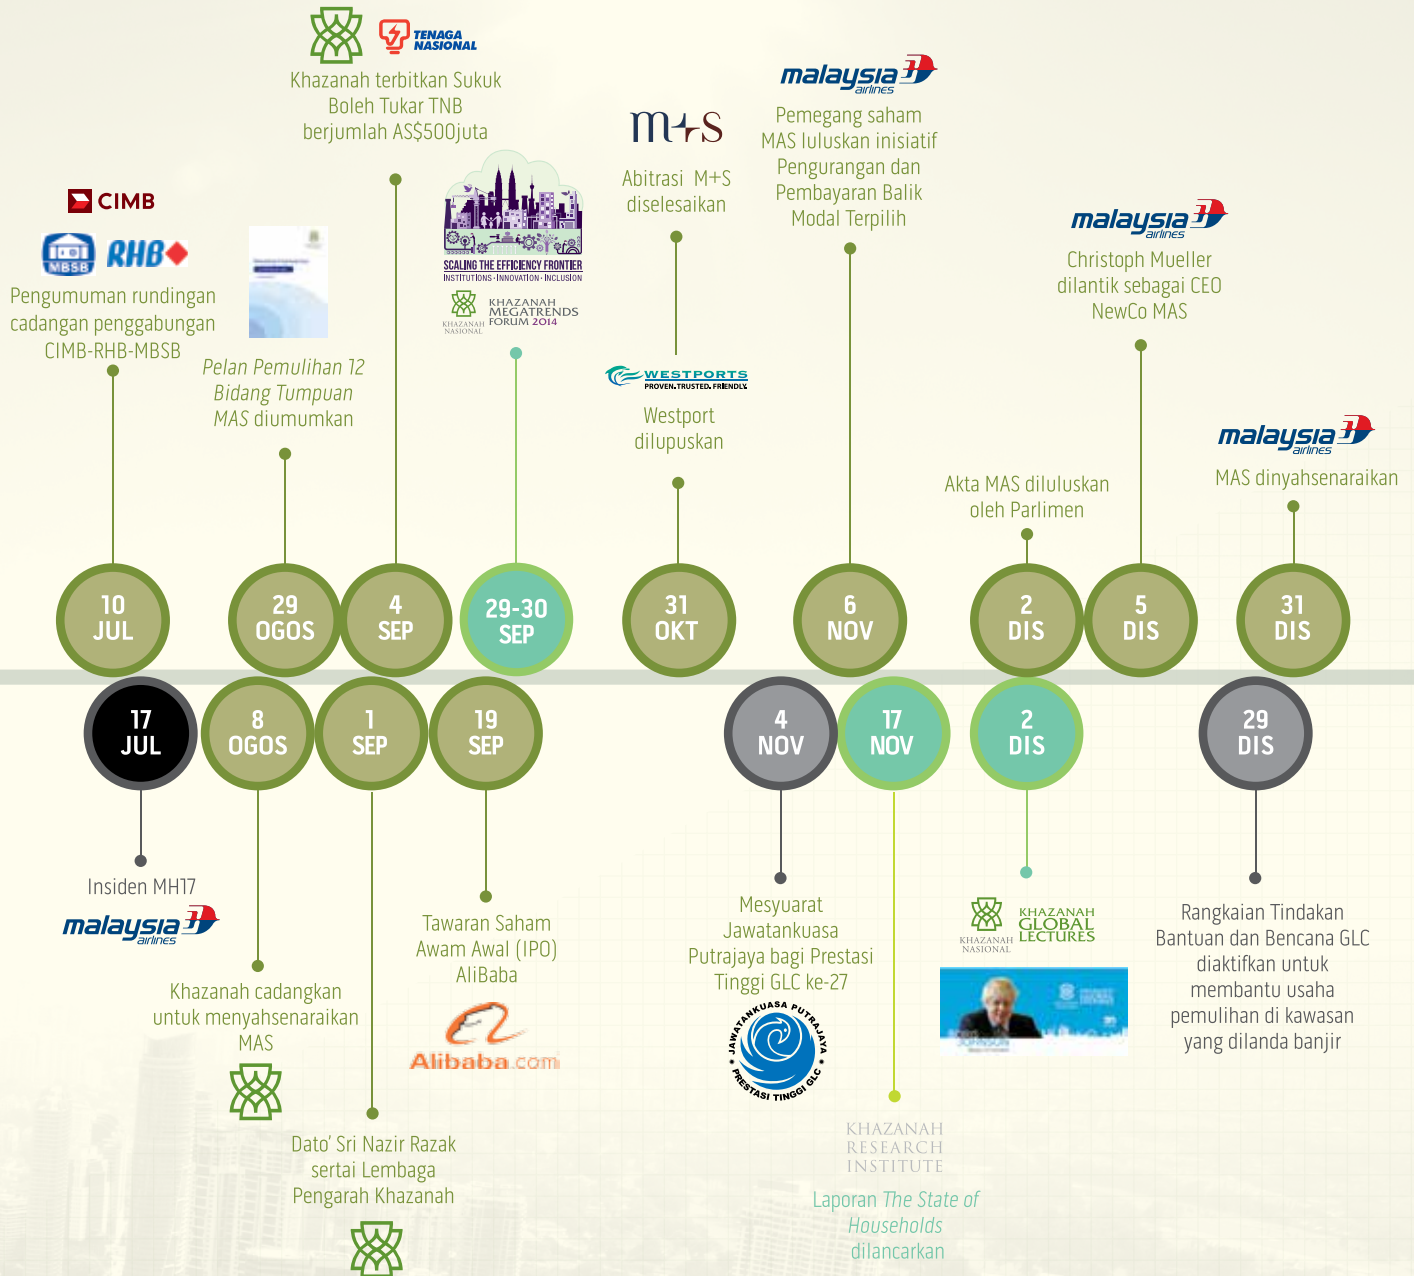 TENAGA
NASIONAL
Khazanah terbitkan Sukuk
Boleh Tukar TNB
berjumlah AS$500juta
CIMB
MBSB
RHB
Pengumuman rundingan
cadangan penggabungan
CIMB-RHB-MBSB
Pelan Pemulihan 12
Bidang Tumpuan
MAS diumumkan
SCALING THE EFFICIENCY FRONTIER
INSTITUTIONS • INNOVATION • INCLUSION
KHAZANAH
NASIONAL
KHAZANAH
MEGATRENDS
FORUM 2014
m+s
Abitrasi M+S
diselesaikan
WESTPORTS
PROVEN. TRUSTED. FRIENDLY.
Westport
dilupuskan
malaysia
airlines
Pemegang saham
MAS luluskan inisiatif
Pengurangan dan
Pembayaran Balik
Modal Terpilih
Akta MAS diluluskan
oleh Parlimen
malaysia
airlines
Christoph Mueller
dilantik sebagai CEO
NewCo MAS
malaysia
airlines
MAS dinyahsenaraikan
10
JUL
29
OGOS
4
SEP
29-30
SEP
31
OKT
6
NOV
2
DIS
5
DIS
31
DIS
17
JUL
8
OGOS
1
SEP
19
SEP
4
NOV
17
NOV
2
DIS
29
DIS
Insiden MH17
malaysia
airlines
Khazanah cadangkan
untuk menyahsenaraikan
MAS
Dato' Sri Nazir Razak
sertai Lembaga
Pengarah Khazanah
Tawaran Saham
Awam Awal (IPO)
AliBaba
Alibaba.com
Mesyuarat
Jawatankuasa
Putrajaya bagi Prestasi
Tinggi GLC ke-27
JAWATANKUASA PUTRAJAYA
PRESTASI TINGGI GLC
KHAZANAH
RESEARCH
INSTITUTE
Laporan The State of
Households
dilancarkan
KHAZANAH
NASIONAL
KHAZANAH
GLOBAL
LECTURES
JOHNSON
Rangkaian Tindakan
Bantuan dan Bencana GLC
diaktifkan untuk
membantu usaha
pemulihan di kawasan
yang dilanda banjir